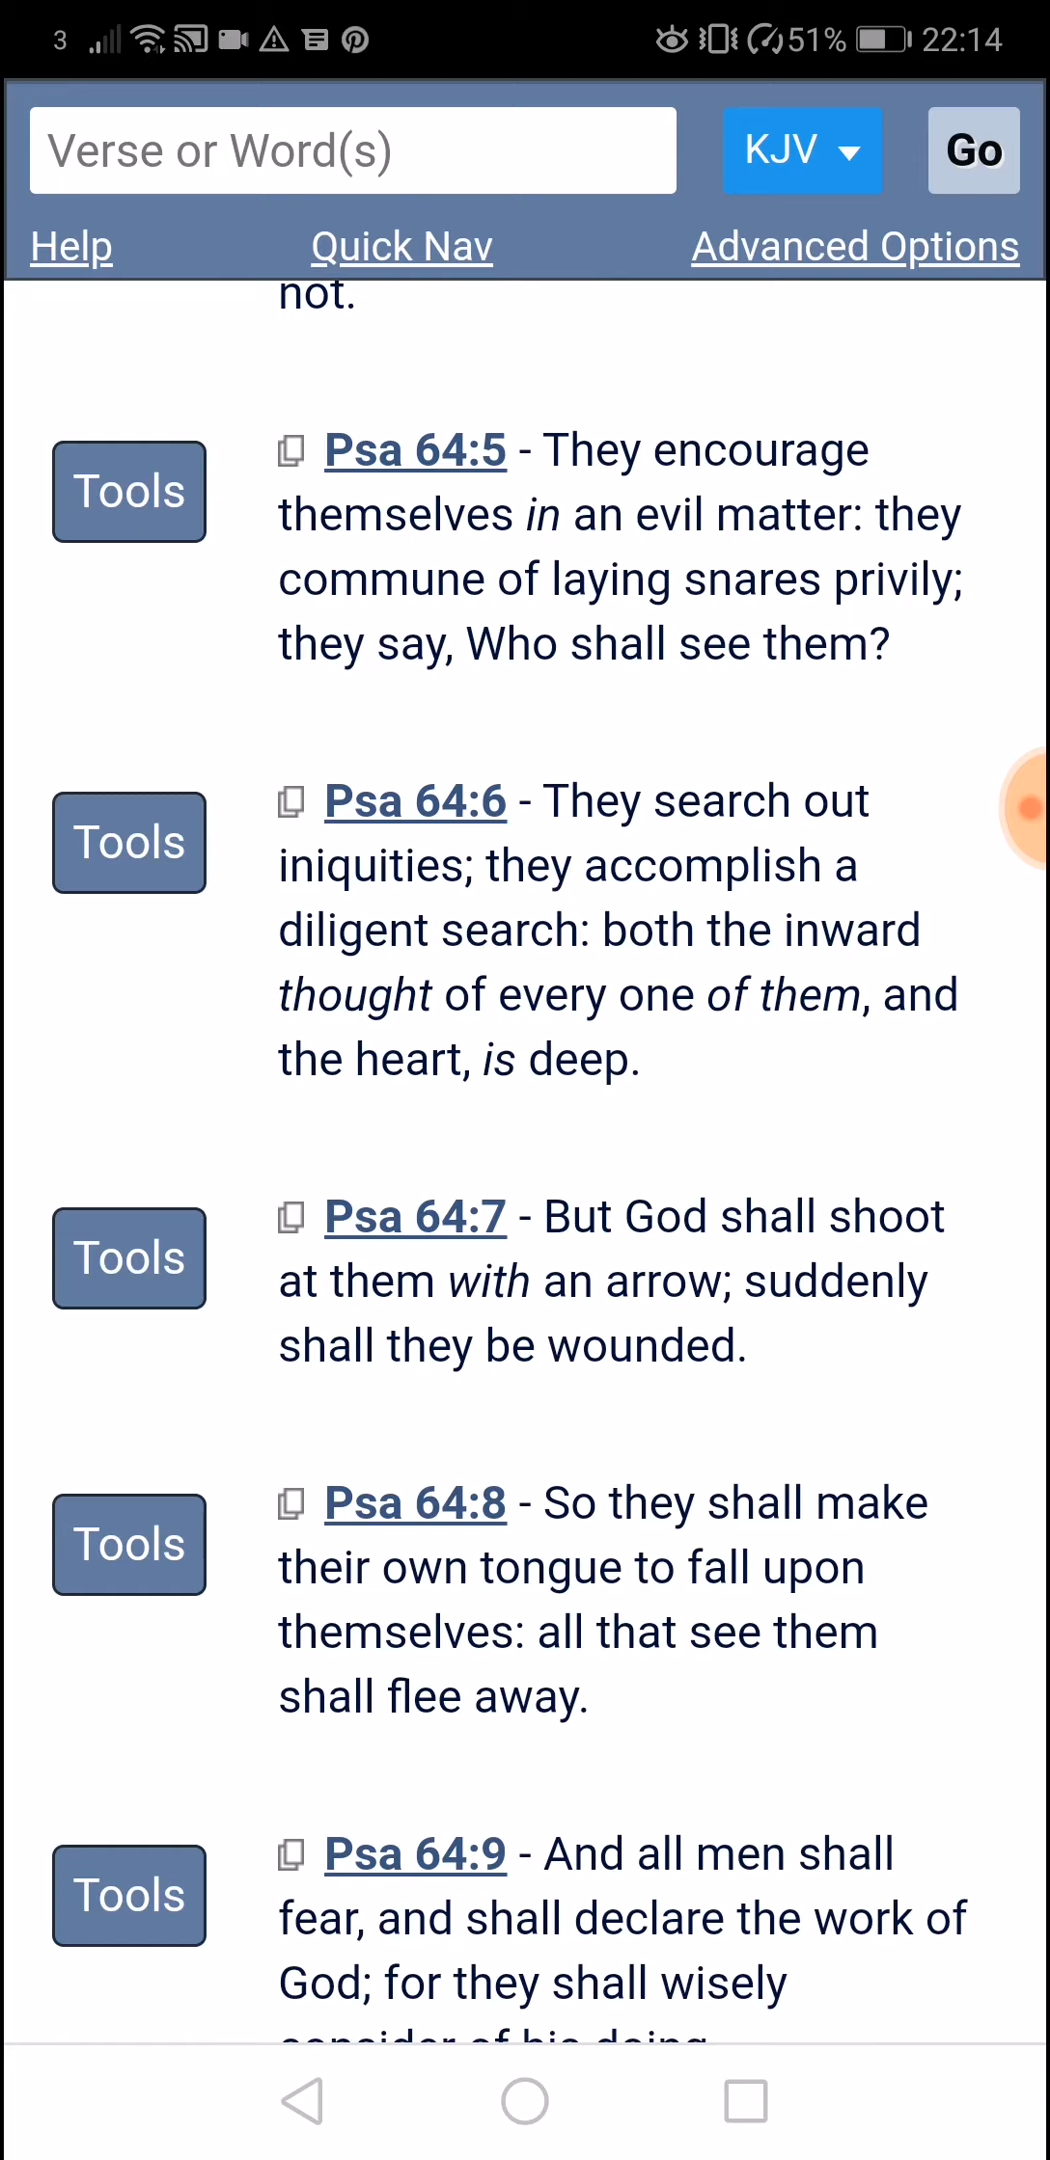 3 51% 22:14
Verse or Word(s) KJV Go
Help Quick Nav Advanced Options
not.
Tools
Psa 64:5 - They encourage
themselves in an evil matter: they
commune of laying snares privily;
they say, Who shall see them?
Tools
Psa 64:6 - They search out
iniquities; they accomplish a
diligent search: both the inward
thought of every one of them, and
the heart, is deep.
Tools
Psa 64:7 - But God shall shoot
at them with an arrow; suddenly
shall they be wounded.
Tools
Psa 64:8 - So they shall make
their own tongue to fall upon
themselves: all that see them
shall flee away.
Tools
Psa 64:9 - And all men shall
fear, and shall declare the work of
God; for they shall wisely
consider of his doing